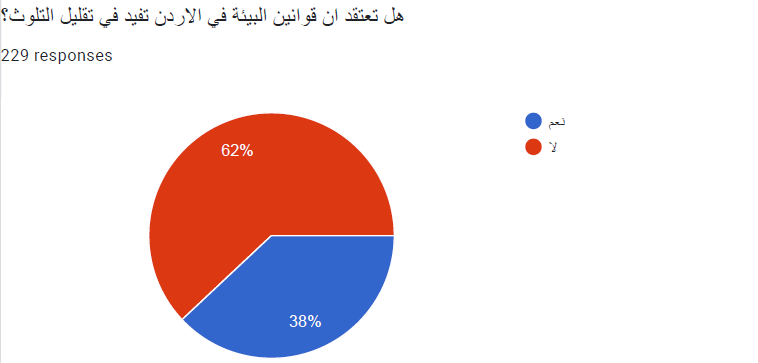 هل تعتقد ان قوانين البيئة في الاردن تفيد في تقليل التلوث؟
229 responses
نعم
لا
62%
38%